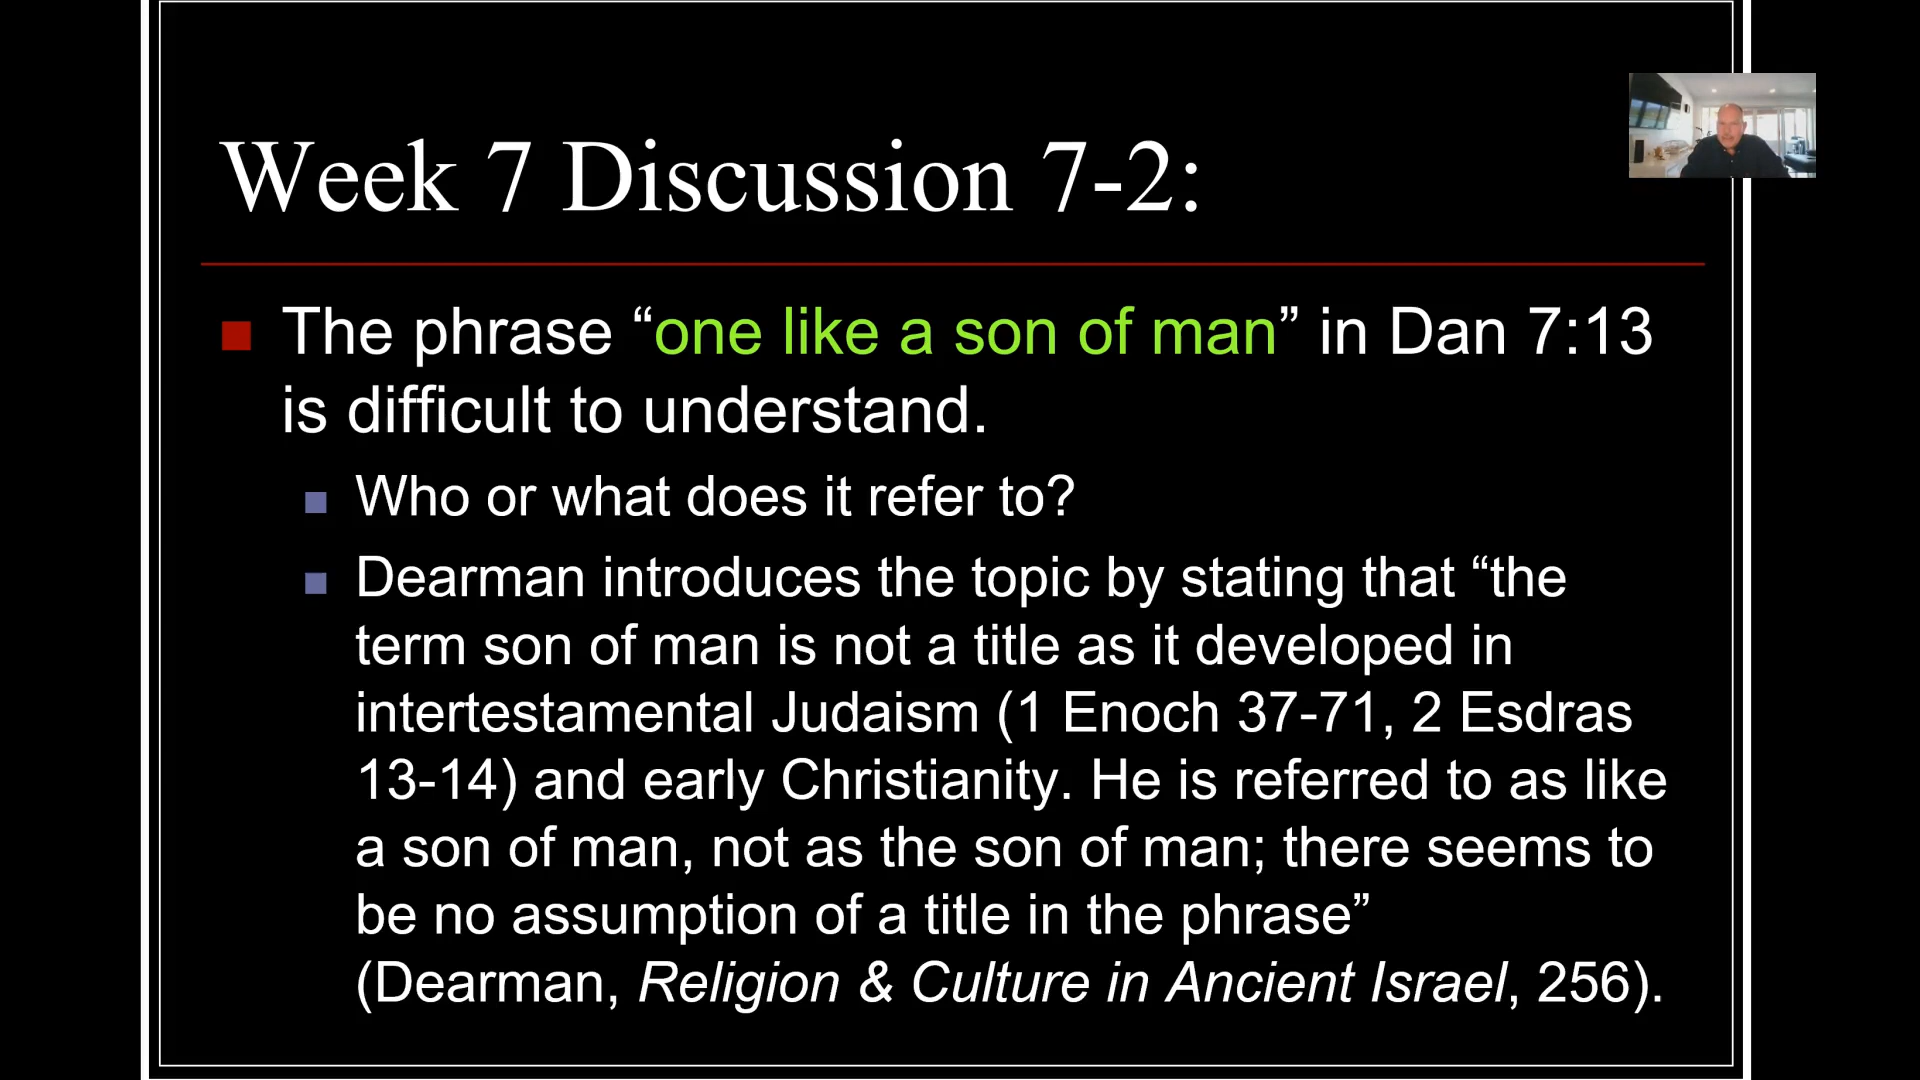 Week 7 Discussion 7-2:
The phrase “one like a son of man” in Dan 7:13
is difficult to understand.
Who or what does it refer to?
Dearman introduces the topic by stating that “the
term son of man is not a title as it developed in
intertestamental Judaism (1 Enoch 37-71, 2 Esdras
13-14) and early Christianity. He is referred to as like
a son of man, not as the son of man; there seems to
be no assumption of a title in the phrase”
(Dearman, Religion & Culture in Ancient Israel, 256).